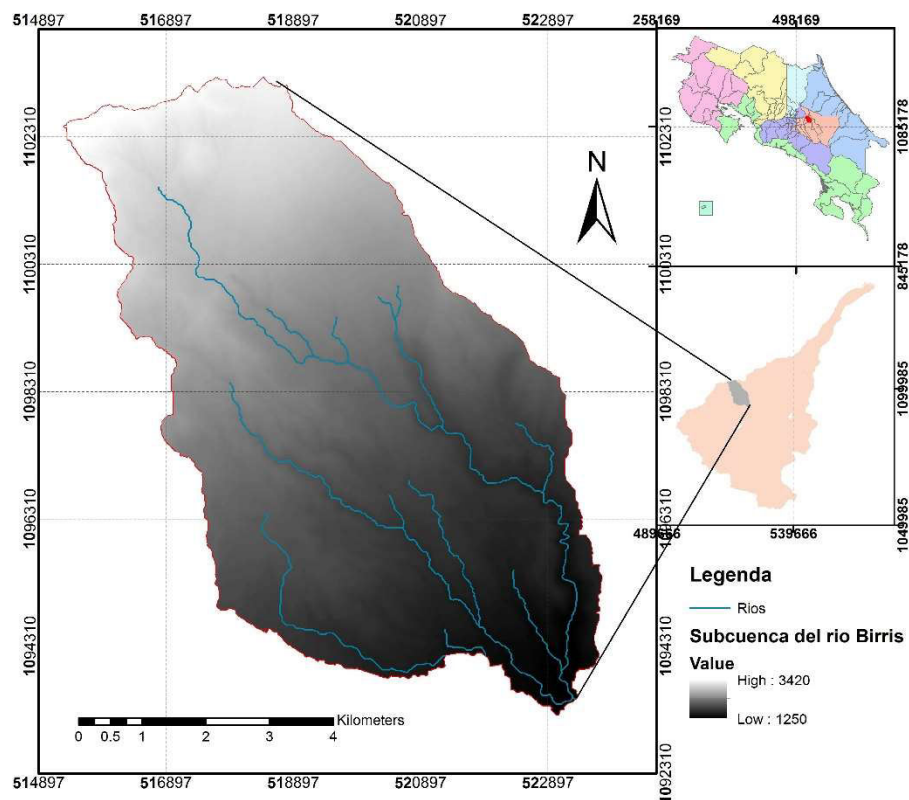 514897 516897 518897 520897 522897
258169 498169
1102310
1100310
1098310
1096310
1094310
N
1085178
845178
1099985
1049985
489666 539666
Legenda
Rios
Subcuenca del rio Birris
Value
High : 3420
Low : 1250
Kilometers
0 0.5 1 2 3 4
1102310
1100310
1098310
1096310
1094310
1092310
514897 516897 518897 520897 522897